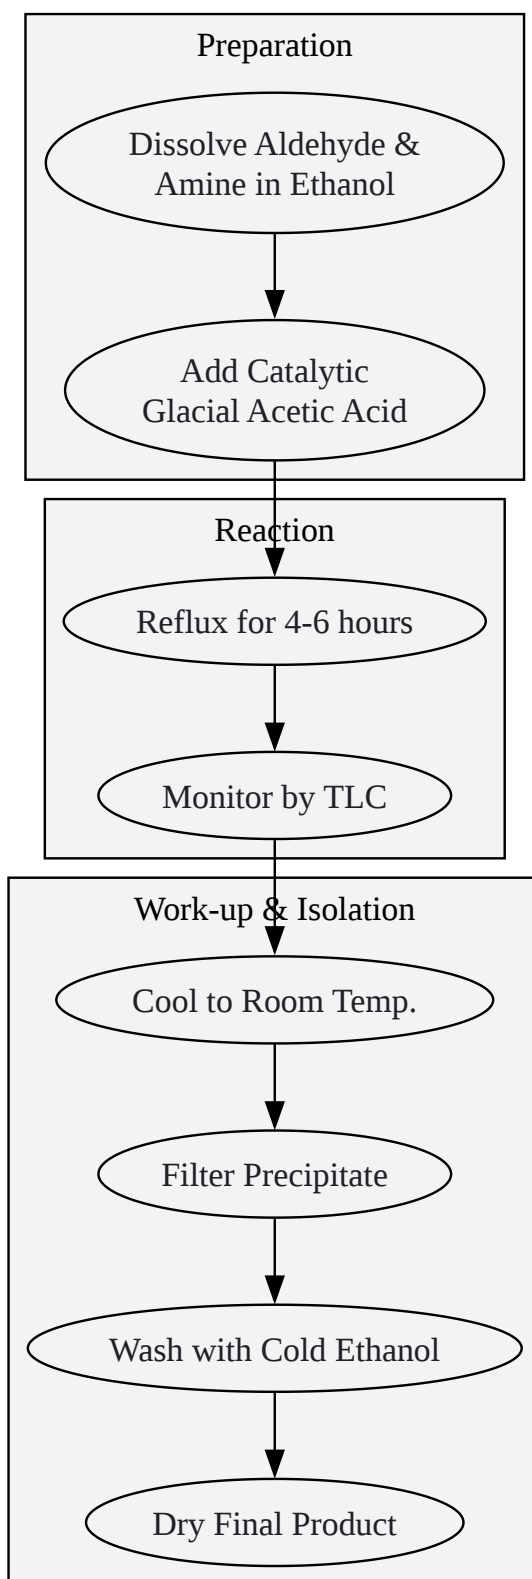 Preparation
Dissolve Aldehyde &
Amine in Ethanol
Add Catalytic
Glacial Acetic Acid
Reaction
Reflux for 4-6 hours
Monitor by TLC
Work-up & Isolation
Cool to Room Temp.
Filter Precipitate
Wash with Cold Ethanol
Dry Final Product